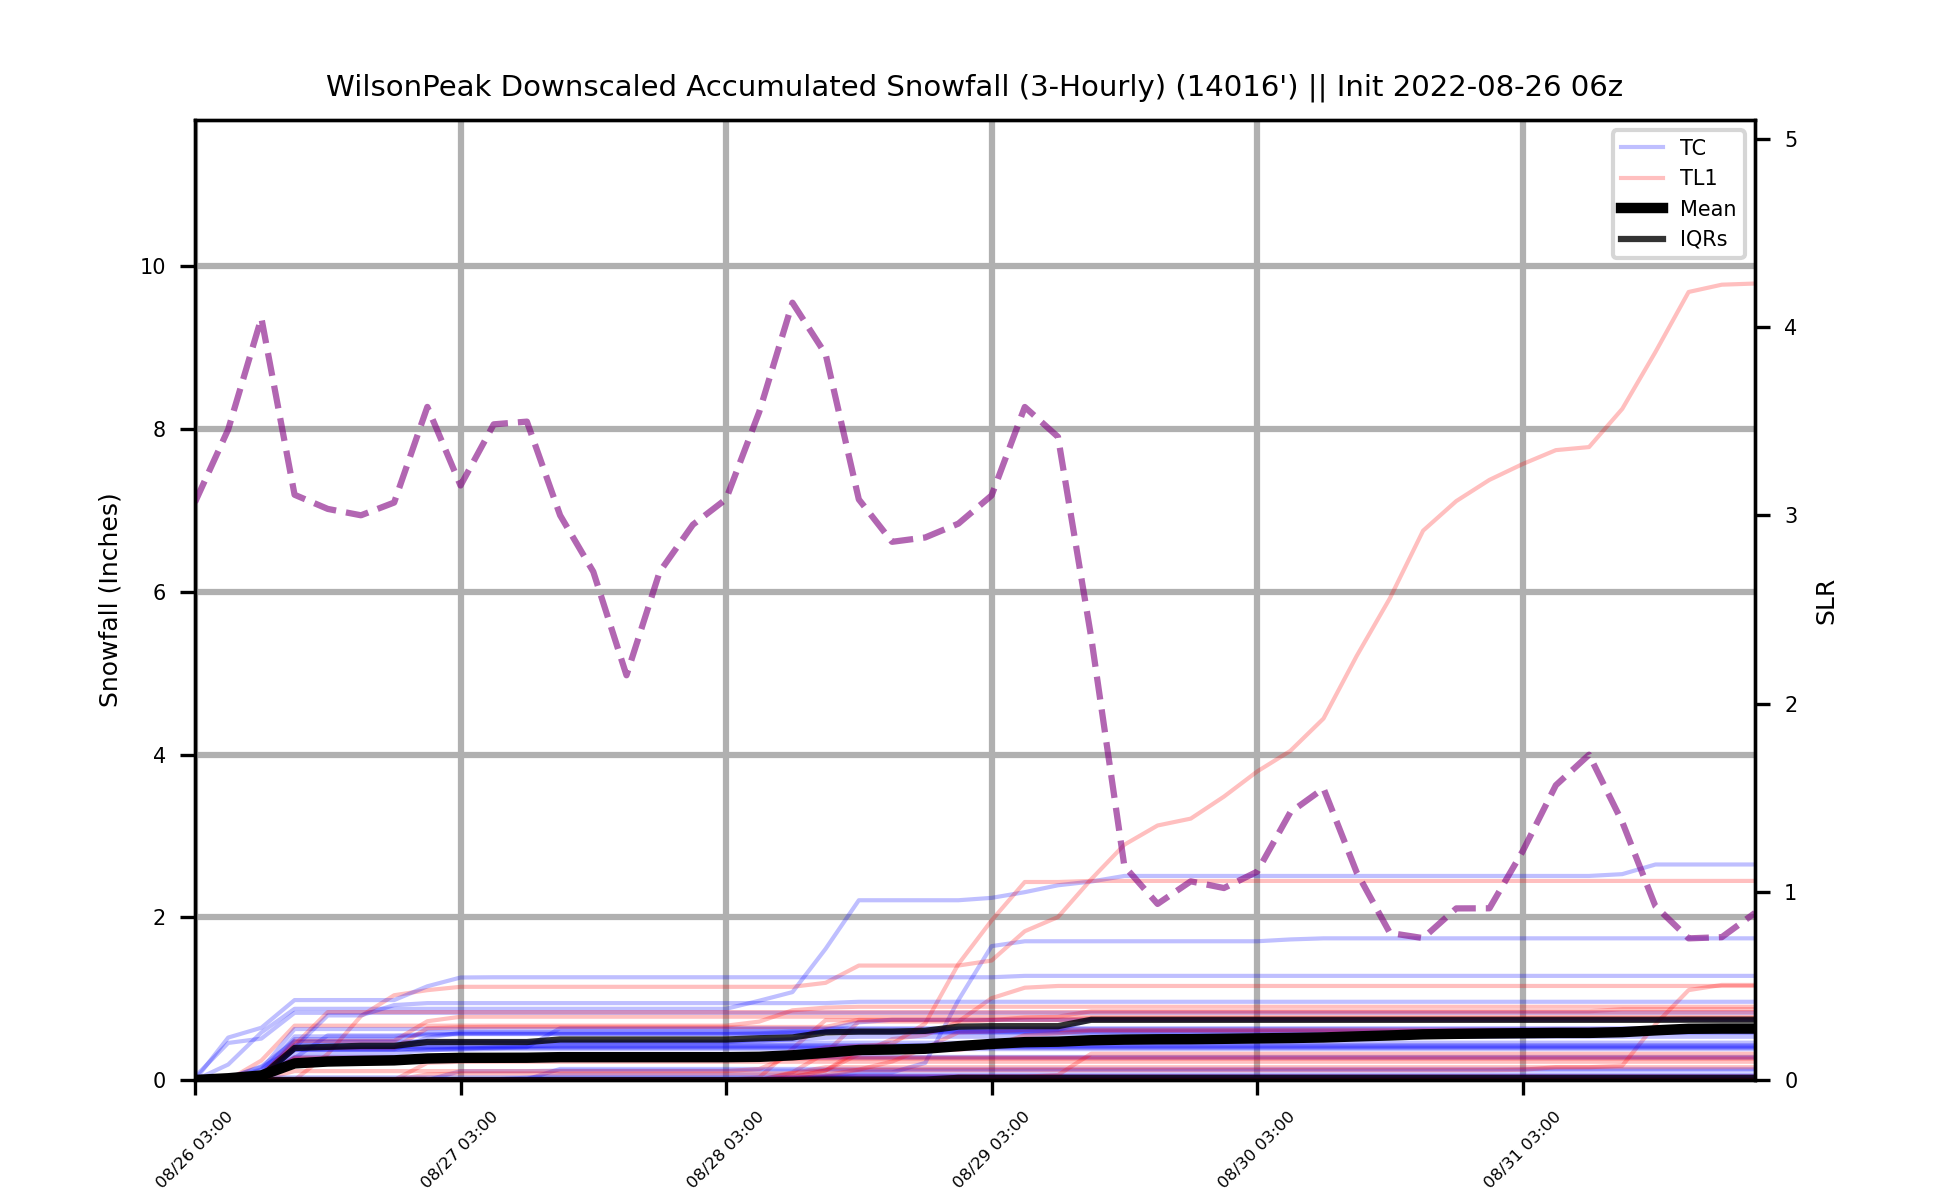 WilsonPeak Downscaled Accumulated Snowfall (3-Hourly) (14016') || Init 2022-08-26 06z
TC
TL1
Mean
IQRs
Snowfall (Inches)
10
8
6
4
2
0
SLR
5
4
3
2
1
0
08/26 03:00
08/27 03:00
08/28 03:00
08/29 03:00
08/30 03:00
08/31 03:00